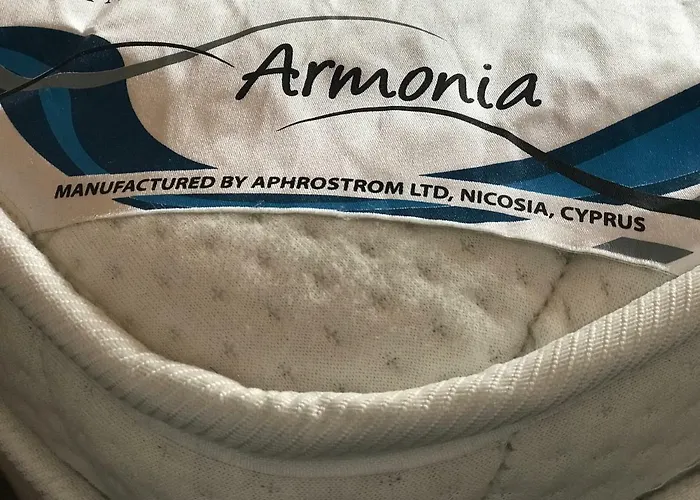 Armonia
MANUFACTURED BY APHROSTROM LTD, NICOSIA, CYPRUS